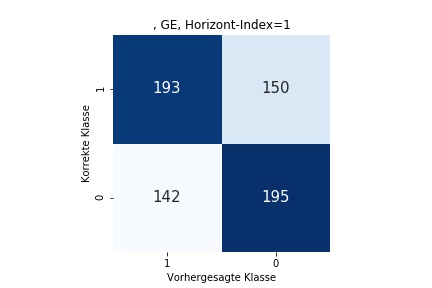 , GE, Horizont-Index=1
Korrekte Klasse
1
193
150
0
142
195
1
0
Vorhergesagte Klasse